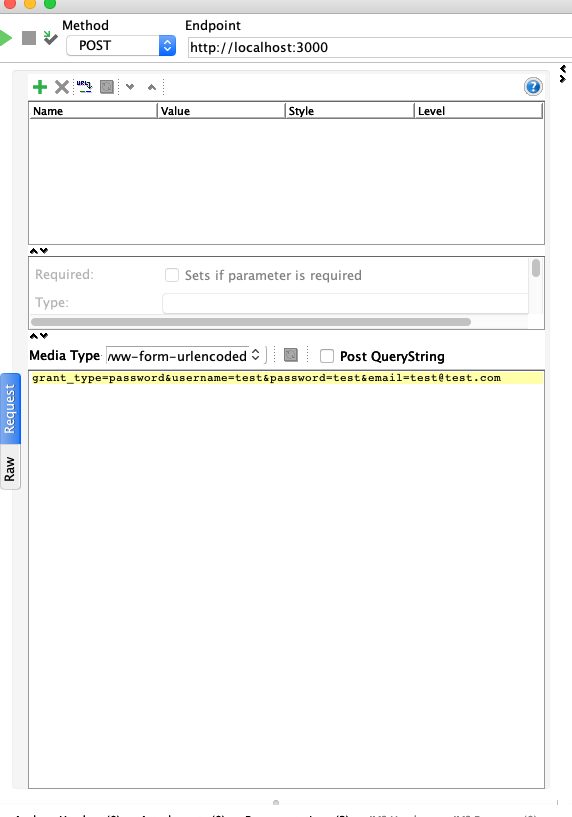 Method Endpoint
POST http://localhost:3000
Name Value Style Level
Required: Sets if parameter is required
Type:
Media Type ww-form-urlencoded Post QueryString
Request
grant_type=password&username=test&password=test&email=test@test.com
Raw